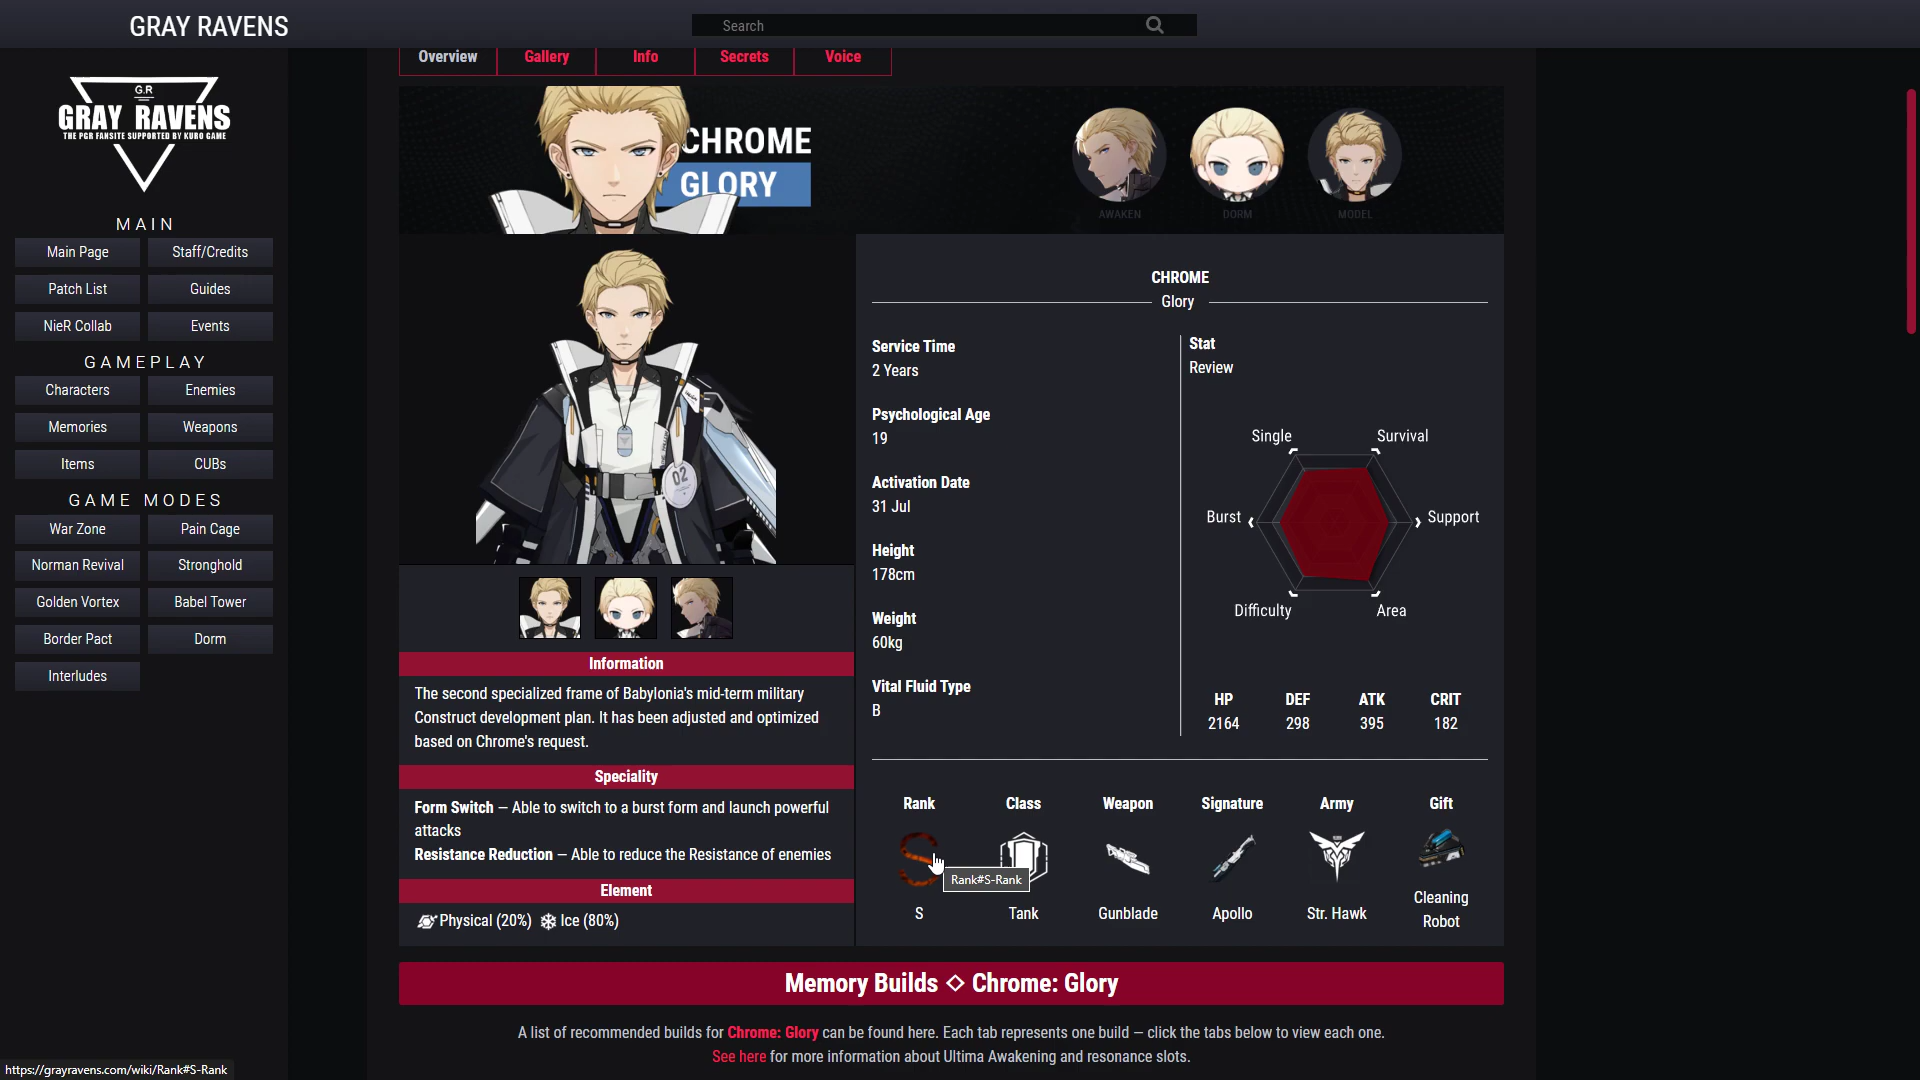 GRAY RAVENS
Search
G.R
GRAY RAVENS
THE PGR FANSITE SUPPORTED BY KURO GAME
MAIN
Main Page
Staff/Credits
Patch List
Guides
NieR Collab
Events
GAMEPLAY
Characters
Enemies
Memories
Weapons
Items
CUBs
GAME MODES
War Zone
Pain Cage
Norman Revival
Stronghold
Golden Vortex
Babel Tower
Border Pact
Dorm
Interludes
Overview
Gallery
Info
Secrets
Voice
CHROME
GLORY
AWAKEN
DORM
MODEL
02
Information
The second specialized frame of Babylonia's mid-term military
Construct development plan. It has been adjusted and optimized
based on Chrome's request.
Speciality
Form Switch — Able to switch to a burst form and launch powerful
attacks
Resistance Reduction — Able to reduce the Resistance of enemies
Element
Physical (20%) Ice (80%)
CHROME
Glory
Service Time
2 Years
Psychological Age
19
Activation Date
31 Jul
Height
178cm
Weight
60kg
Vital Fluid Type
B
Stat
Review
Single
Survival
Burst
Support
Difficulty
Area
HP DEF ATK CRIT
2164 298 395 182
Rank Class Weapon Signature Army Gift
Rank#S-Rank
S Tank Gunblade Apollo Str. Hawk Cleaning
Robot
Memory Builds ◇ Chrome: Glory
A list of recommended builds for Chrome: Glory can be found here. Each tab represents one build — click the tabs below to view each one.
See here for more information about Ultima Awakening and resonance slots.
https://grayravens.com/wiki/Rank#S-Rank